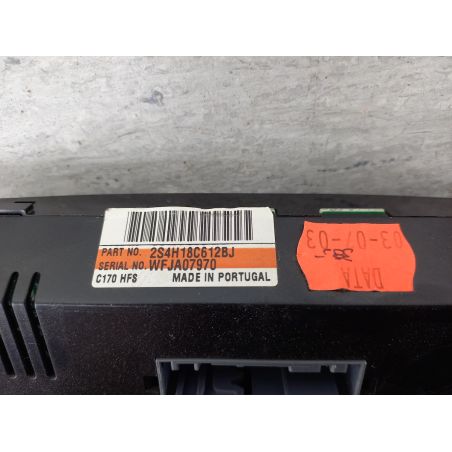 PART NO. 2S4H18C612BJ
SERIAL NO. WFJA07970
C170 HFS MADE IN PORTUGAL
03-07-03
DATA